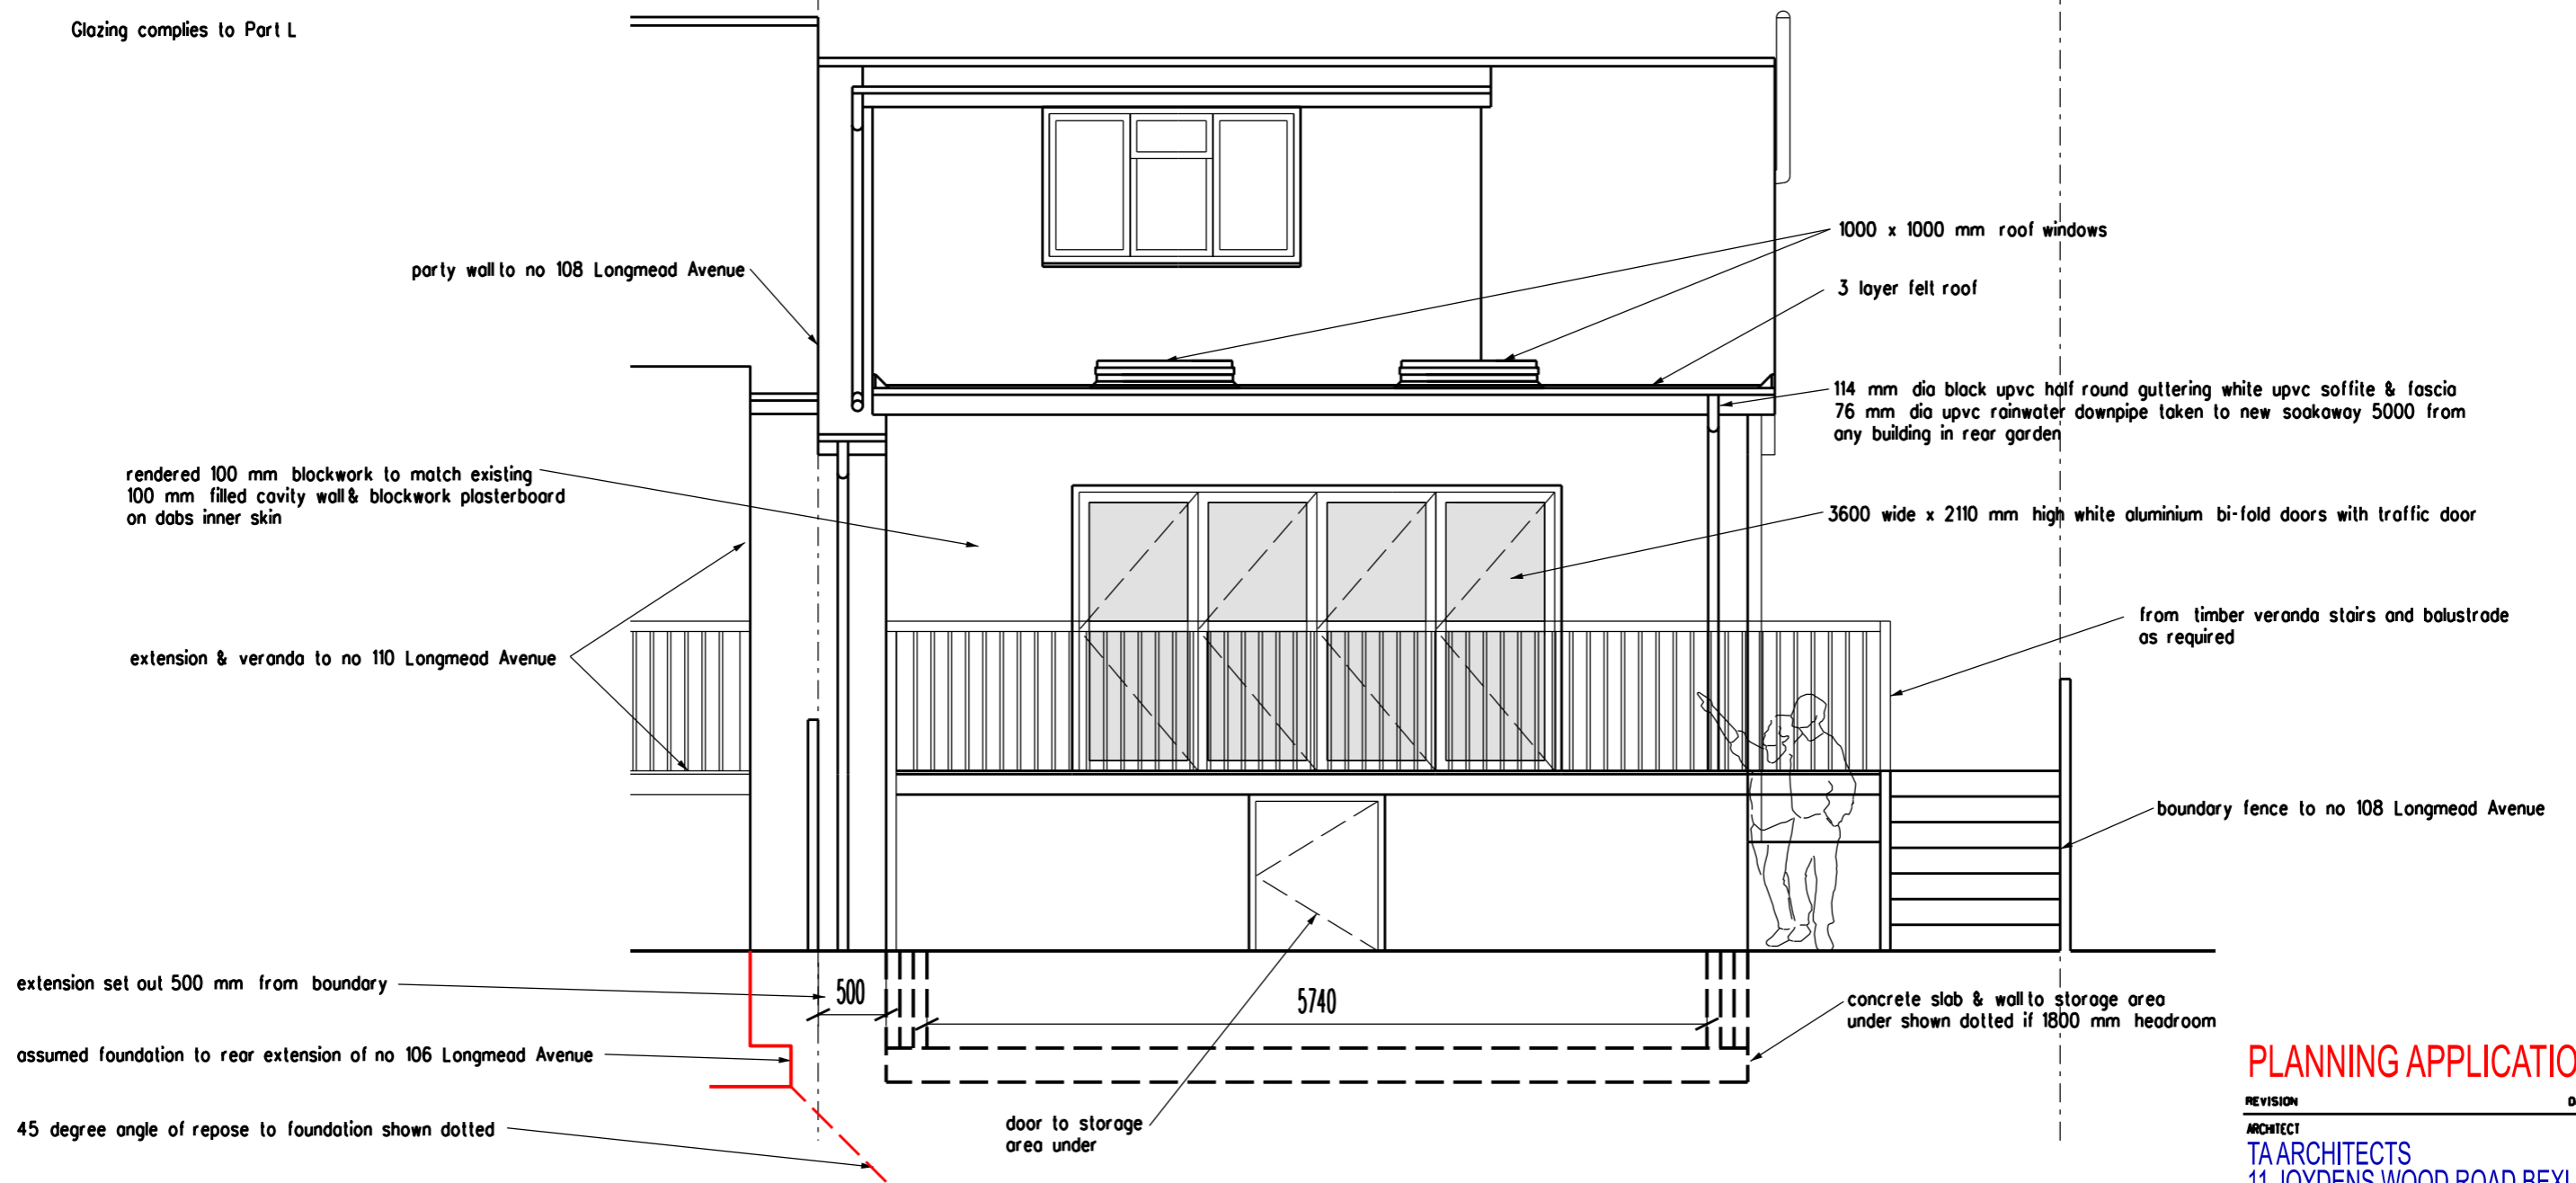 Glazing complies to Part L
1000 x 1000 mm roof windows
party wall to no 108 Longmead Avenue
3 layer felt roof
114 mm dia black upvc half round guttering white upvc soffite & fascia
76 mm dia upvc rainwater downpipe taken to new soakaway 5000 from
any building in rear garden
rendered 100 mm blockwork to match existing
100 mm filled cavity wall & blockwork plasterboard
on dabs inner skin
3600 wide x 2110 mm high white aluminium bi-fold doors with traffic door
from timber veranda stairs and balustrade
as required
extension & veranda to no 110 Longmead Avenue
boundary fence to no 108 Longmead Avenue
extension set out 500 mm from boundary
500
5740
concrete slab & wall to storage area
under shown dotted if 1800 mm headroom
assumed foundation to rear extension of no 106 Longmead Avenue
45 degree angle of repose to foundation shown dotted
door to storage
area under
PLANNING APPLICATIO
REVISION
ARCHITECT
TA ARCHITECTS
11 JOYDENS WOOD ROAD BEXL